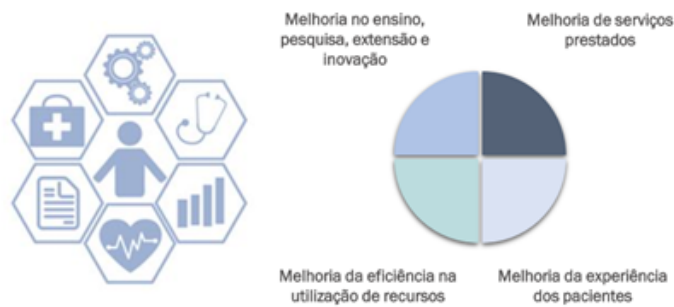 Melhoria no ensino,
pesquisa, extensão e
inovação
Melhoria de serviços
prestados
Melhoria da eficiência na
utilização de recursos
Melhoria da experiência
dos pacientes